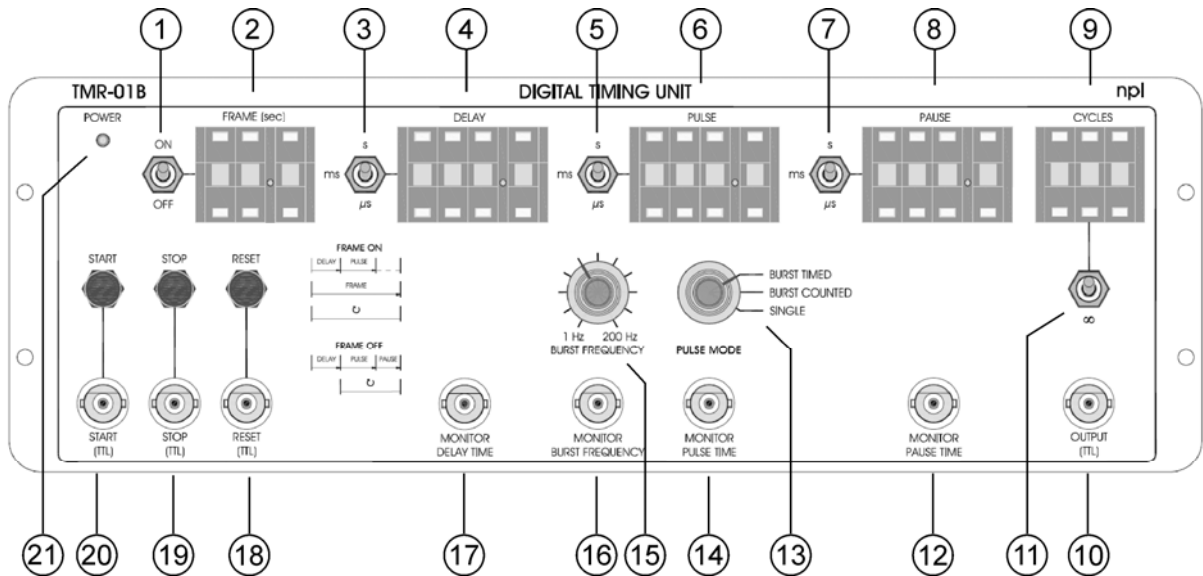 1 2 3 4 5 6 7 8 9
TMR-01B DIGITAL TIMING UNIT npl
POWER FRAME (sec) DELAY PULSE PAUSE CYCLES
ON s s s
ms ms ms
OFF µs µs µs
START STOP RESET
FRAME ON
DELAY PULSE
FRAME
BURST TIMED
BURST COUNTED
SINGLE
∞
1 Hz 200 Hz
BURST FREQUENCY
PULSE MODE
FRAME OFF
DELAY PULSE PAUSE
START (TTL)
STOP (TTL)
RESET (TTL)
MONITOR DELAY TIME
MONITOR BURST FREQUENCY
MONITOR PULSE TIME
MONITOR PAUSE TIME
OUTPUT (TTL)
21 20 19 18 17 16 15 14 13 12 11 10